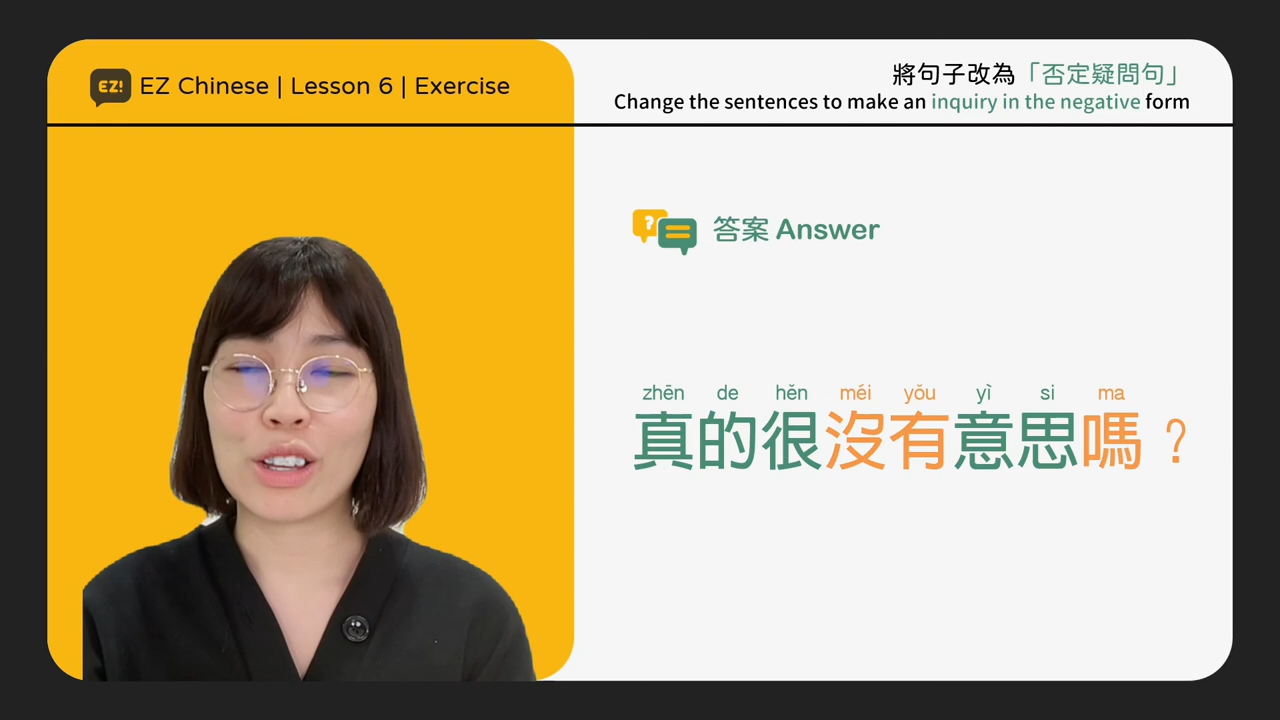 EZ! EZ Chinese | Lesson 6 | Exercise
將句子改為「否定疑問句」
Change the sentences to make an inquiry in the negative form
? 答案 Answer
zhēn de hěn méi yǒu yì si ma
真的很沒有意思嗎？